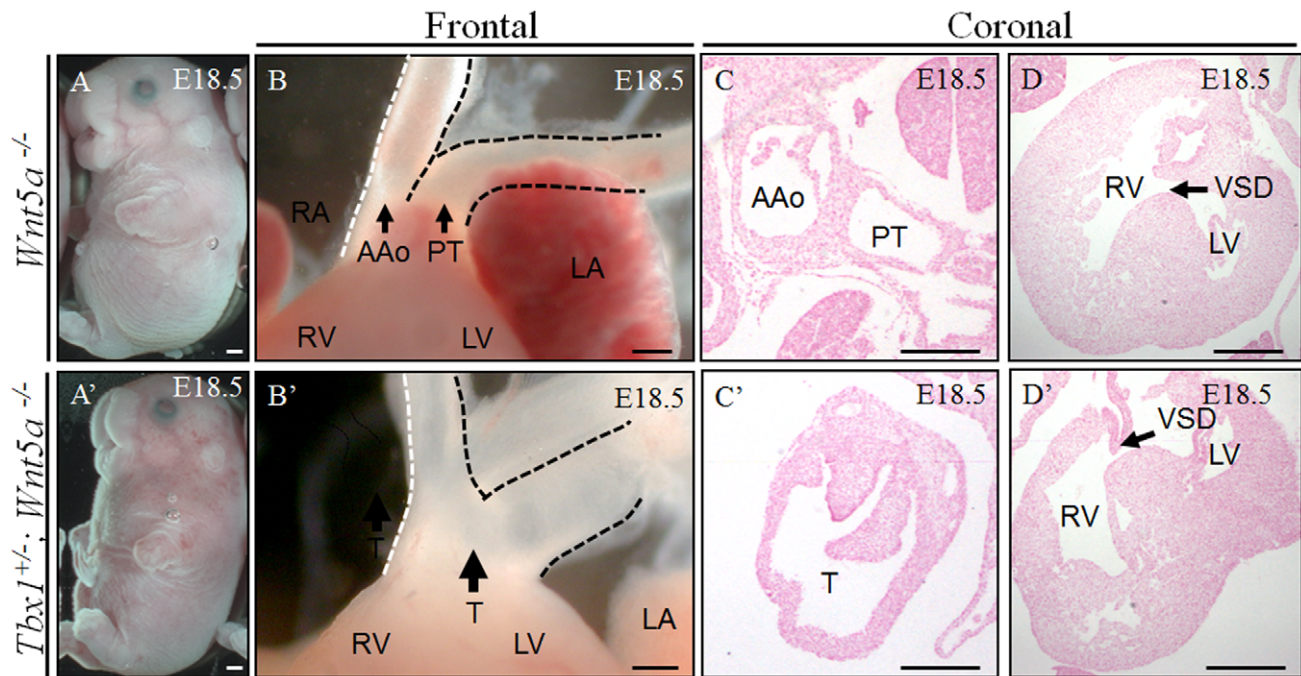 Frontal
Coronal
Wnt5a -/-
A E18.5
B E18.5
RA
AAo
PT
LA
RV
LV
C E18.5
AAo
PT
D E18.5
RV
VSD
LV
Tbx1+/-; Wnt5a -/-
A’ E18.5
B’ E18.5
T
T
RV
LV
LA
C’ E18.5
T
D’ E18.5
VSD
LV
RV